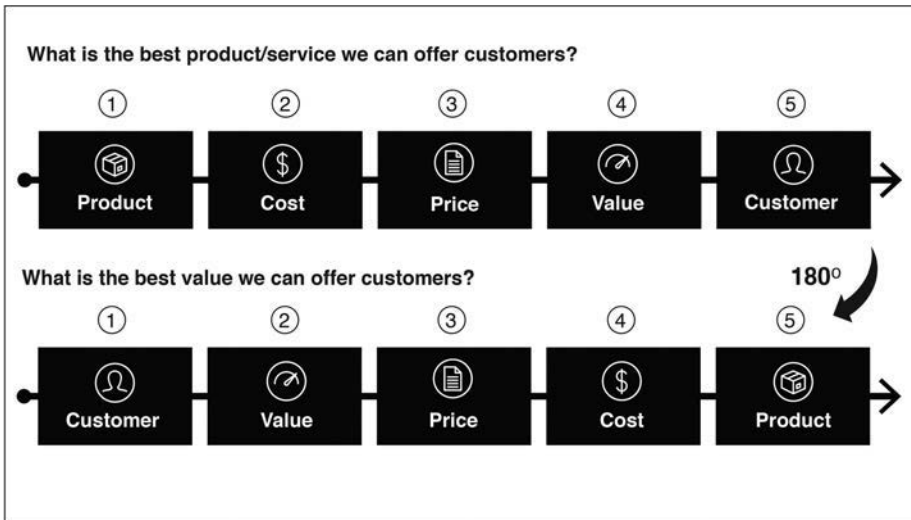 What is the best product/service we can offer customers?
1 2 3 4 5
Product Cost Price Value Customer
What is the best value we can offer customers?
180º
1 2 3 4 5
Customer Value Price Cost Product